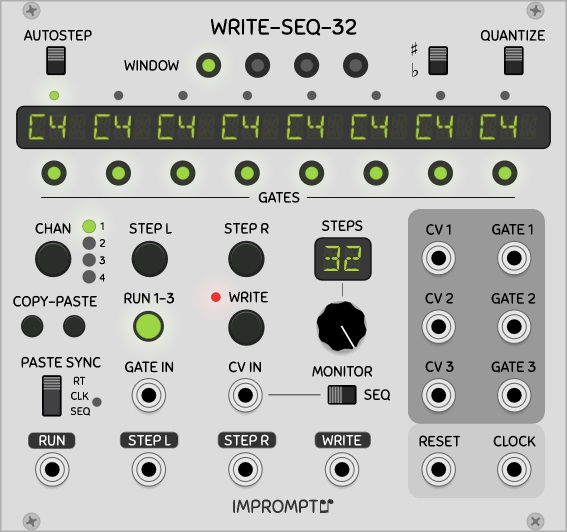 WRITE-SEQ-32
AUTOSTEP
QUANTIZE
WINDOW
♯
♭
C4 C4 C4 C4 C4 C4 C4 C4
GATES
CHAN
1
2
3
4
STEP L
STEP R
STEPS
32
CV 1
GATE 1
COPY-PASTE
RUN 1-3
WRITE
CV 2
GATE 2
PASTE SYNC
RT
CLK
SEQ
GATE IN
CV IN
MONITOR
SEQ
CV 3
GATE 3
RUN
STEP L
STEP R
WRITE
RESET
CLOCK
IMPROMPTU